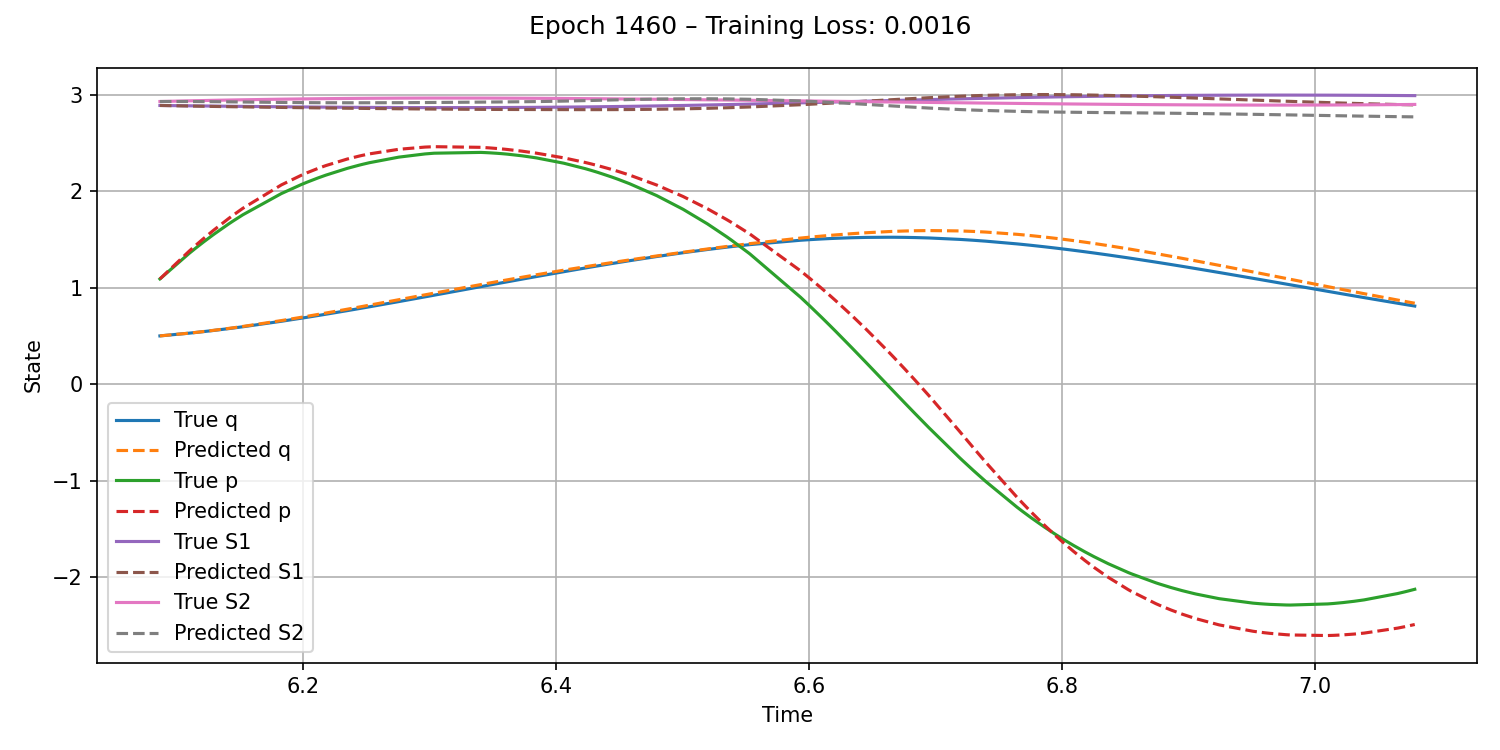 Epoch 1460 – Training Loss: 0.0016
3
2
1
0
−1
−2
State
True q
Predicted q
True p
Predicted p
True S1
Predicted S1
True S2
Predicted S2
6.2
6.4
6.6
6.8
7.0
Time